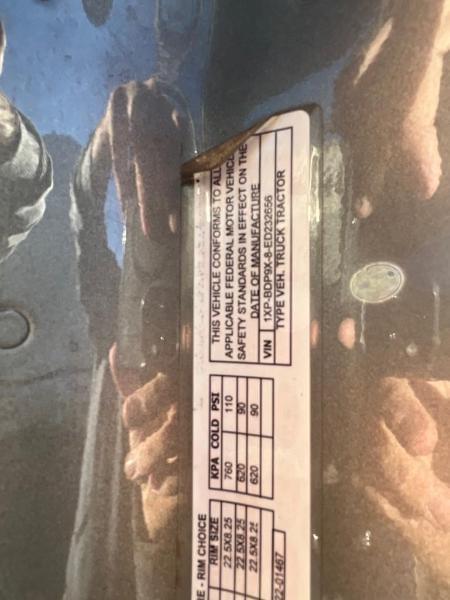 THIS VEHICLE CONFORMS TO ALL
APPLICABLE FEDERAL MOTOR VEHICLE
SAFETY STANDARDS IN EFFECT ON THE
DATE OF MANUFACTURE
VIN 1XP-BDP9X-8-ED232656
TYPE VEH. TRUCK TRACTOR
RE - RIM CHOICE
RIM SIZE KPA COLD PSI
22.5X8.25 760 110
22.5X8.25 620 90
22.5X8.25 620 90
22-01467